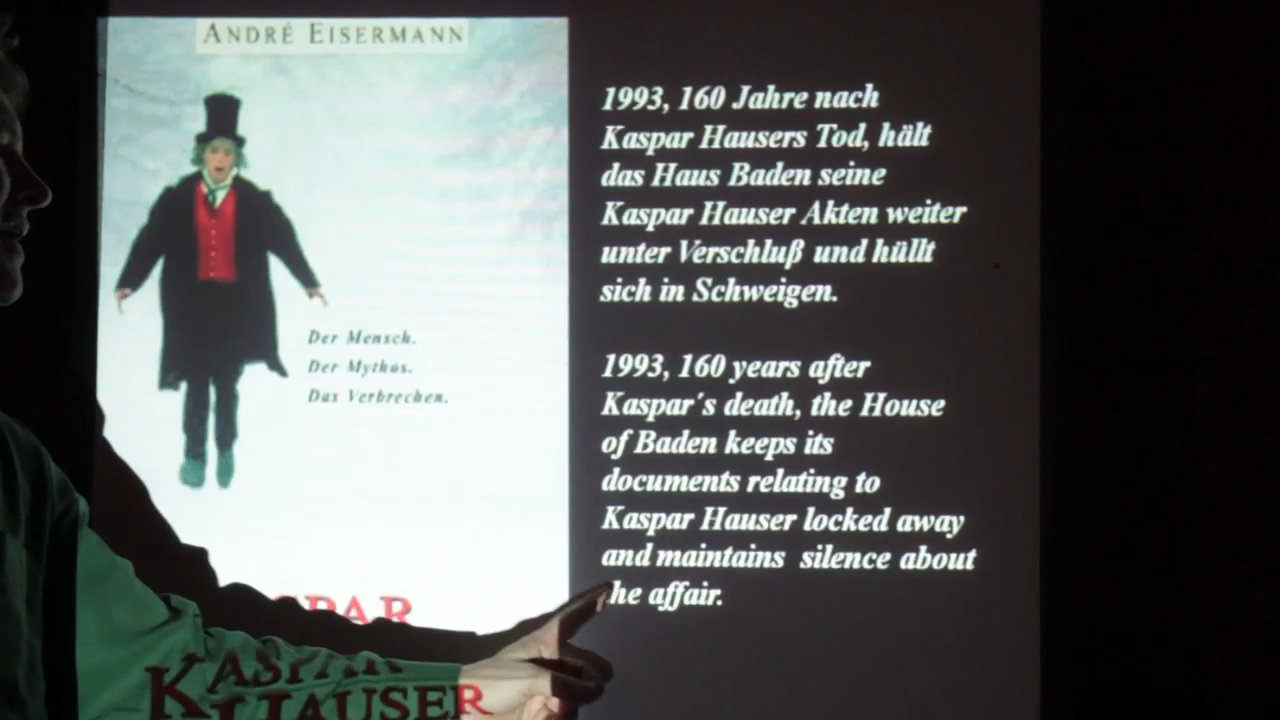 ANDRÉ EISERMANN
Der Mensch.
Der Mythos.
Das Verbrechen.
KASPAR
HAUSER
1993, 160 Jahre nach
Kaspar Hausers Tod, hält
das Haus Baden seine
Kaspar Hauser Akten weiter
unter Verschluß und hüllt
sich in Schweigen.
1993, 160 years after
Kaspar´s death, the House
of Baden keeps its
documents relating to
Kaspar Hauser locked away
and maintains silence about
he affair.